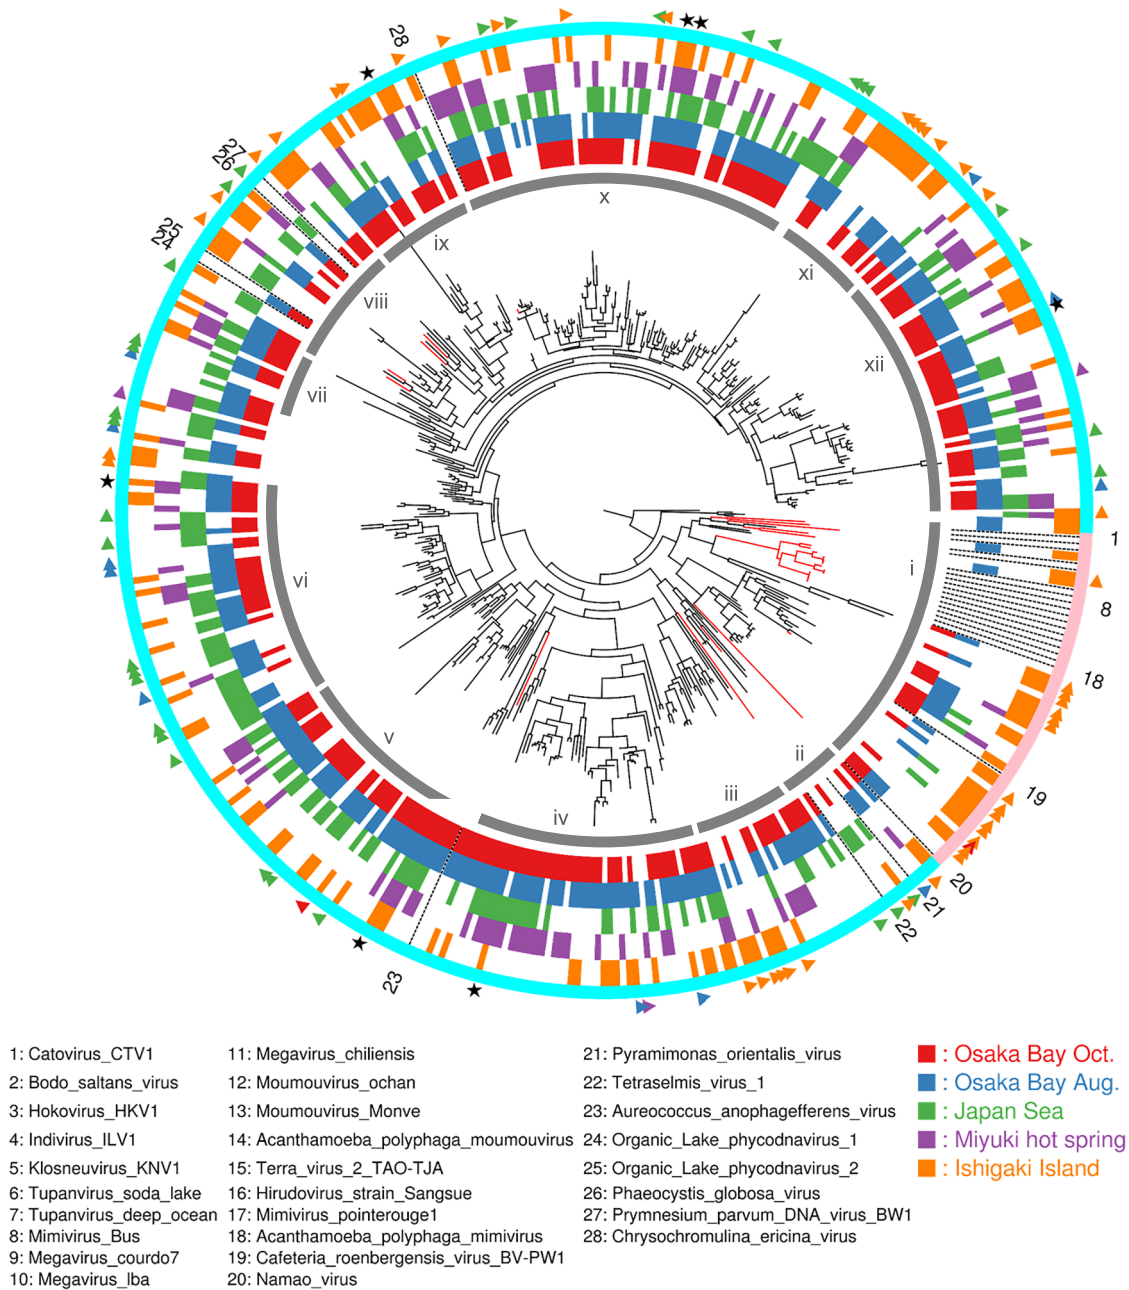 28
27
26
25
24
x
ix
xi
viii
xii
vii
1
i
vi
8
18
v
ii
19
iii
iv
20
21
22
23
1: Catovirus_CTV1
2: Bodo_saltans_virus
3: Hokovirus_HKV1
4: Indivirus_ILV1
5: Klosneuvirus_KNV1
6: Tupanvirus_soda_lake
7: Tupanvirus_deep_ocean
8: Mimivirus_Bus
9: Megavirus_courdo7
10: Megavirus_lba
11: Megavirus_chiliensis
12: Moumouvirus_ochan
13: Moumouvirus_Monve
14: Acanthamoeba_polyphaga_moumouvirus
15: Terra_virus_2_TAO-TJA
16: Hirudovirus_strain_Sangsue
17: Mimivirus_pointerouge1
18: Acanthamoeba_polyphaga_mimivirus
19: Cafeteria_roenbergensis_virus_BV-PW1
20: Namao_virus
21: Pyramimonas_orientalis_virus
22: Tetraselmis_virus_1
23: Aureococcus_anophagefferens_virus
24: Organic_Lake_phycodnavirus_1
25: Organic_Lake_phycodnavirus_2
26: Phaeocystis_globosa_virus
27: Prymnesium_parvum_DNA_virus_BW1
28: Chrysochromulina_ericina_virus
: Osaka Bay Oct.
: Osaka Bay Aug.
: Japan Sea
: Miyuki hot spring
: Ishigaki Island